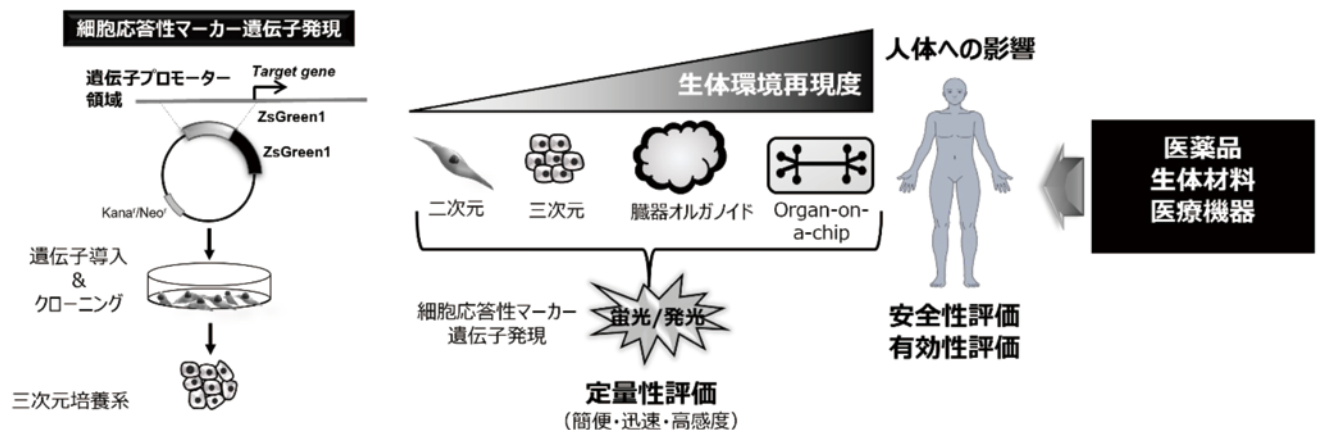 細胞応答性マーカー遺伝子発現
遺伝子プロモーター
領域
Target gene
ZsGreen1
ZsGreen1
Kanaʳ/Neoʳ
遺伝子導入
&
クローニング
三次元培養系
生体環境再現度
二次元
三次元
臓器オルガノイド
Organ-on-
a-chip
細胞応答性マーカー
遺伝子発現
蛍光/発光
定量性評価
(簡便・迅速・高感度)
人体への影響
安全性評価
有効性評価
医薬品
生体材料
医療機器